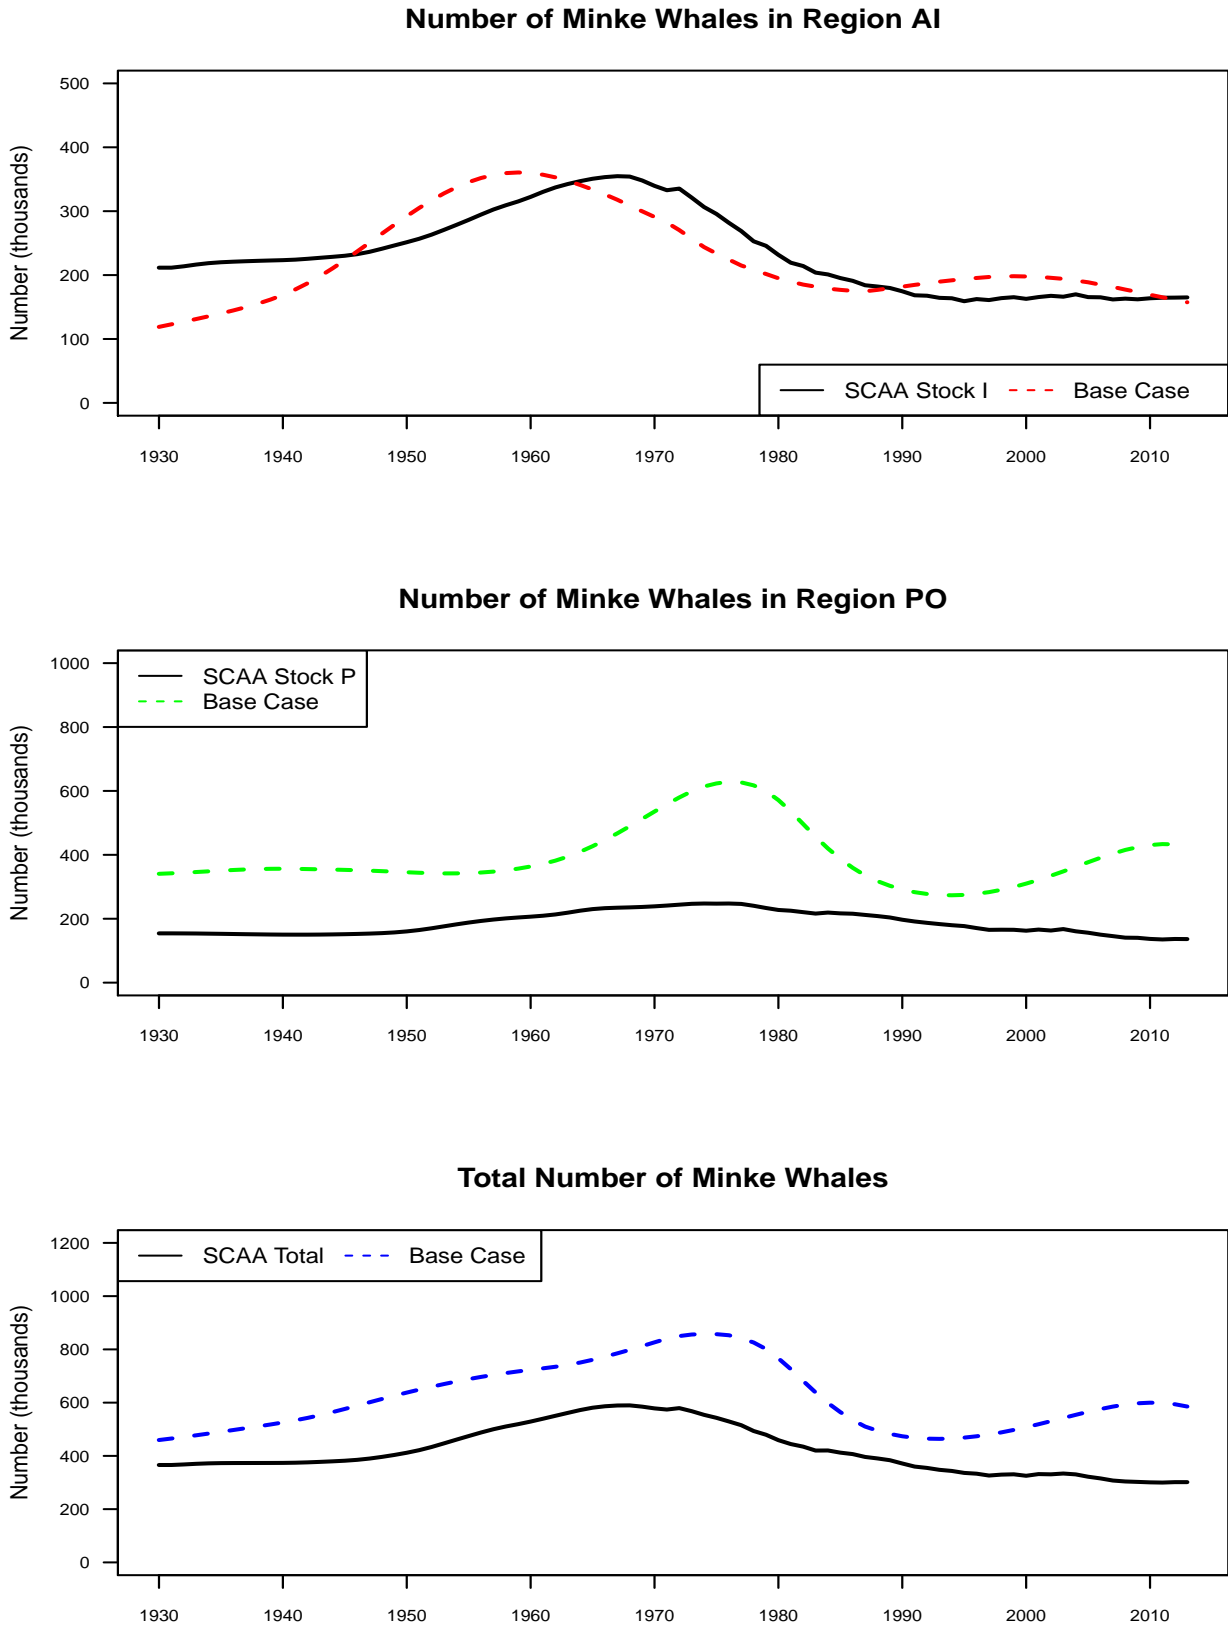 Number of Minke Whales in Region AI
Number (thousands)
500
400
300
200
100
0
SCAA Stock I Base Case
1930 1940 1950 1960 1970 1980 1990 2000 2010
Number of Minke Whales in Region PO
Number (thousands)
1000
800
600
400
200
0
SCAA Stock P
Base Case
1930 1940 1950 1960 1970 1980 1990 2000 2010
Total Number of Minke Whales
Number (thousands)
1200
1000
800
600
400
200
0
SCAA Total Base Case
1930 1940 1950 1960 1970 1980 1990 2000 2010